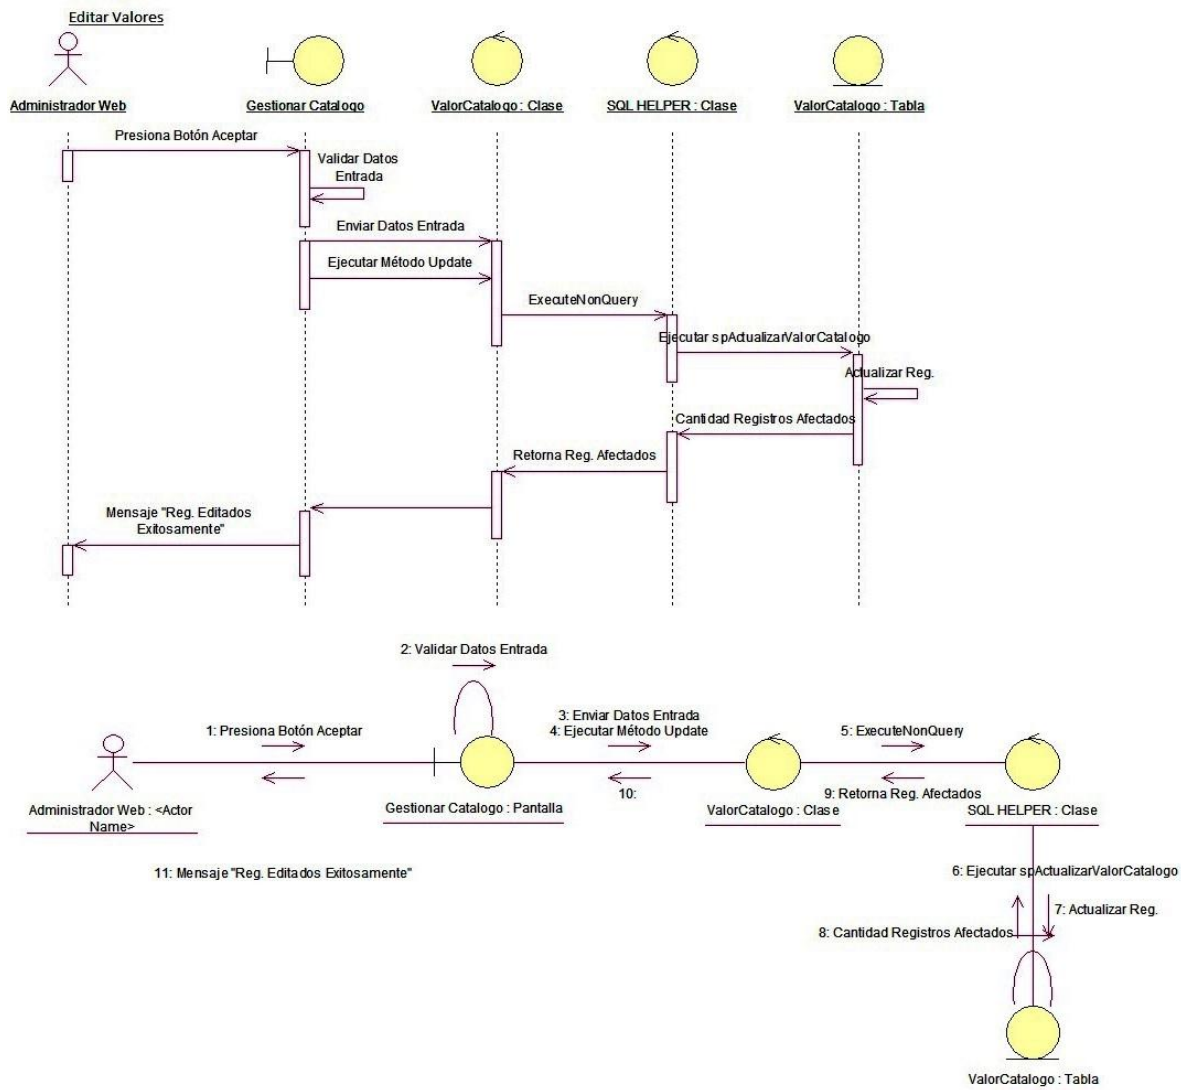 Editar Valores
Administrador Web
Gestionar Catalogo
ValorCatalogo : Clase
SQL HELPER : Clase
ValorCatalogo : Tabla
Presiona Botón Aceptar
Validar Datos
Entrada
Enviar Datos Entrada
Ejecutar Método Update
ExecuteNonQuery
Ejecutar spActualizarValorCatalogo
Actualizar Reg.
Cantidad Registros Afectados
Retorna Reg. Afectados
Mensaje "Reg. Editados
Exitosamente"
2: Validar Datos Entrada
1: Presiona Botón Aceptar
3: Enviar Datos Entrada
4: Ejecutar Método Update
5: ExecuteNonQuery
10:
9: Retorna Reg. Afectados
Administrador Web : <Actor
Name>
Gestionar Catalogo : Pantalla
ValorCatalogo : Clase
SQL HELPER : Clase
11: Mensaje "Reg. Editados Exitosamente"
6: Ejecutar spActualizarValorCatalogo
7: Actualizar Reg.
8: Cantidad Registros Afectados
ValorCatalogo : Tabla